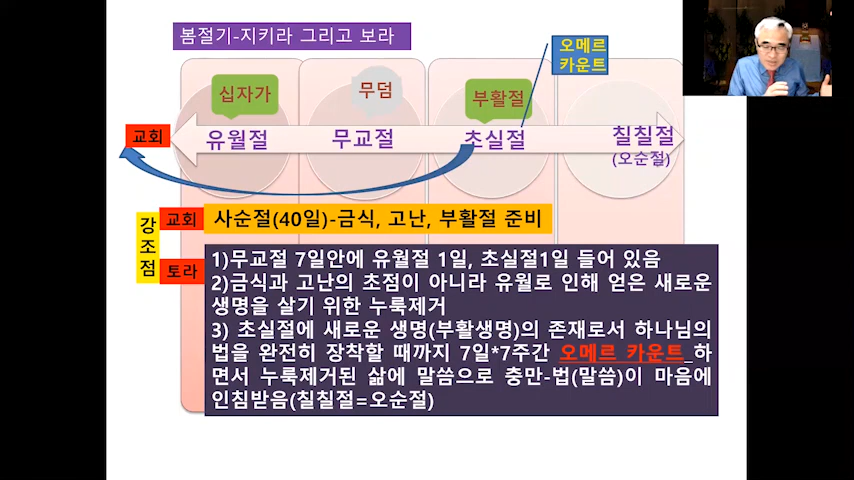 봄절기-지키라 그리고 보라
오메르
카운트
십자가
무덤
부활절
교회
유월절
무교절
초실절
칠칠절
(오순절)
강조점
교회
사순절(40일)-금식, 고난, 부활절 준비
토라
1)무교절 7일안에 유월절 1일, 초실절1일 들어 있음
2)금식과 고난의 초점이 아니라 유월로 인해 얻은 새로운
생명을 살기 위한 누룩제거
3) 초실절에 새로운 생명(부활생명)의 존재로서 하나님의
법을 완전히 장착할 때까지 7일*7주간 오메르 카운트 하
면서 누룩제거된 삶에 말씀으로 충만-법(말씀)이 마음에
인침받음(칠칠절=오순절)